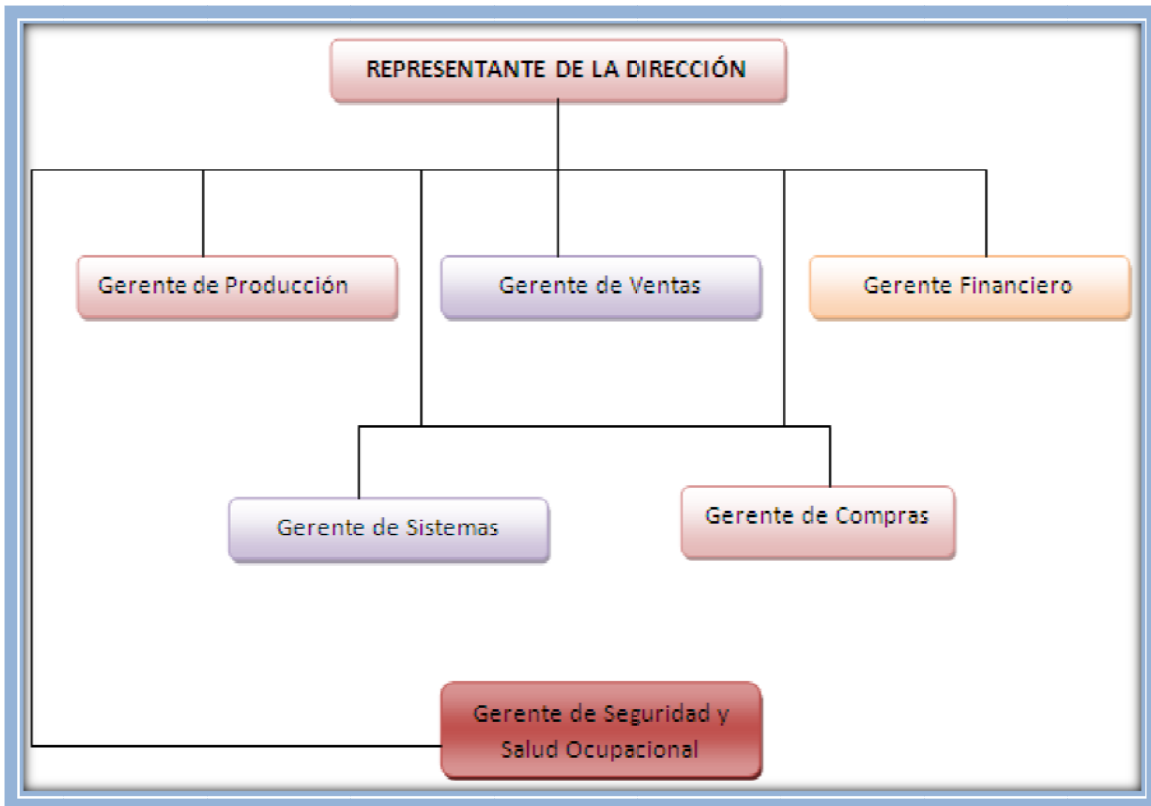 REPRESENTANTE DE LA DIRECCIÓN
Gerente de Producción
Gerente de Ventas
Gerente Financiero
Gerente de Sistemas
Gerente de Compras
Gerente de Seguridad y
Salud Ocupacional